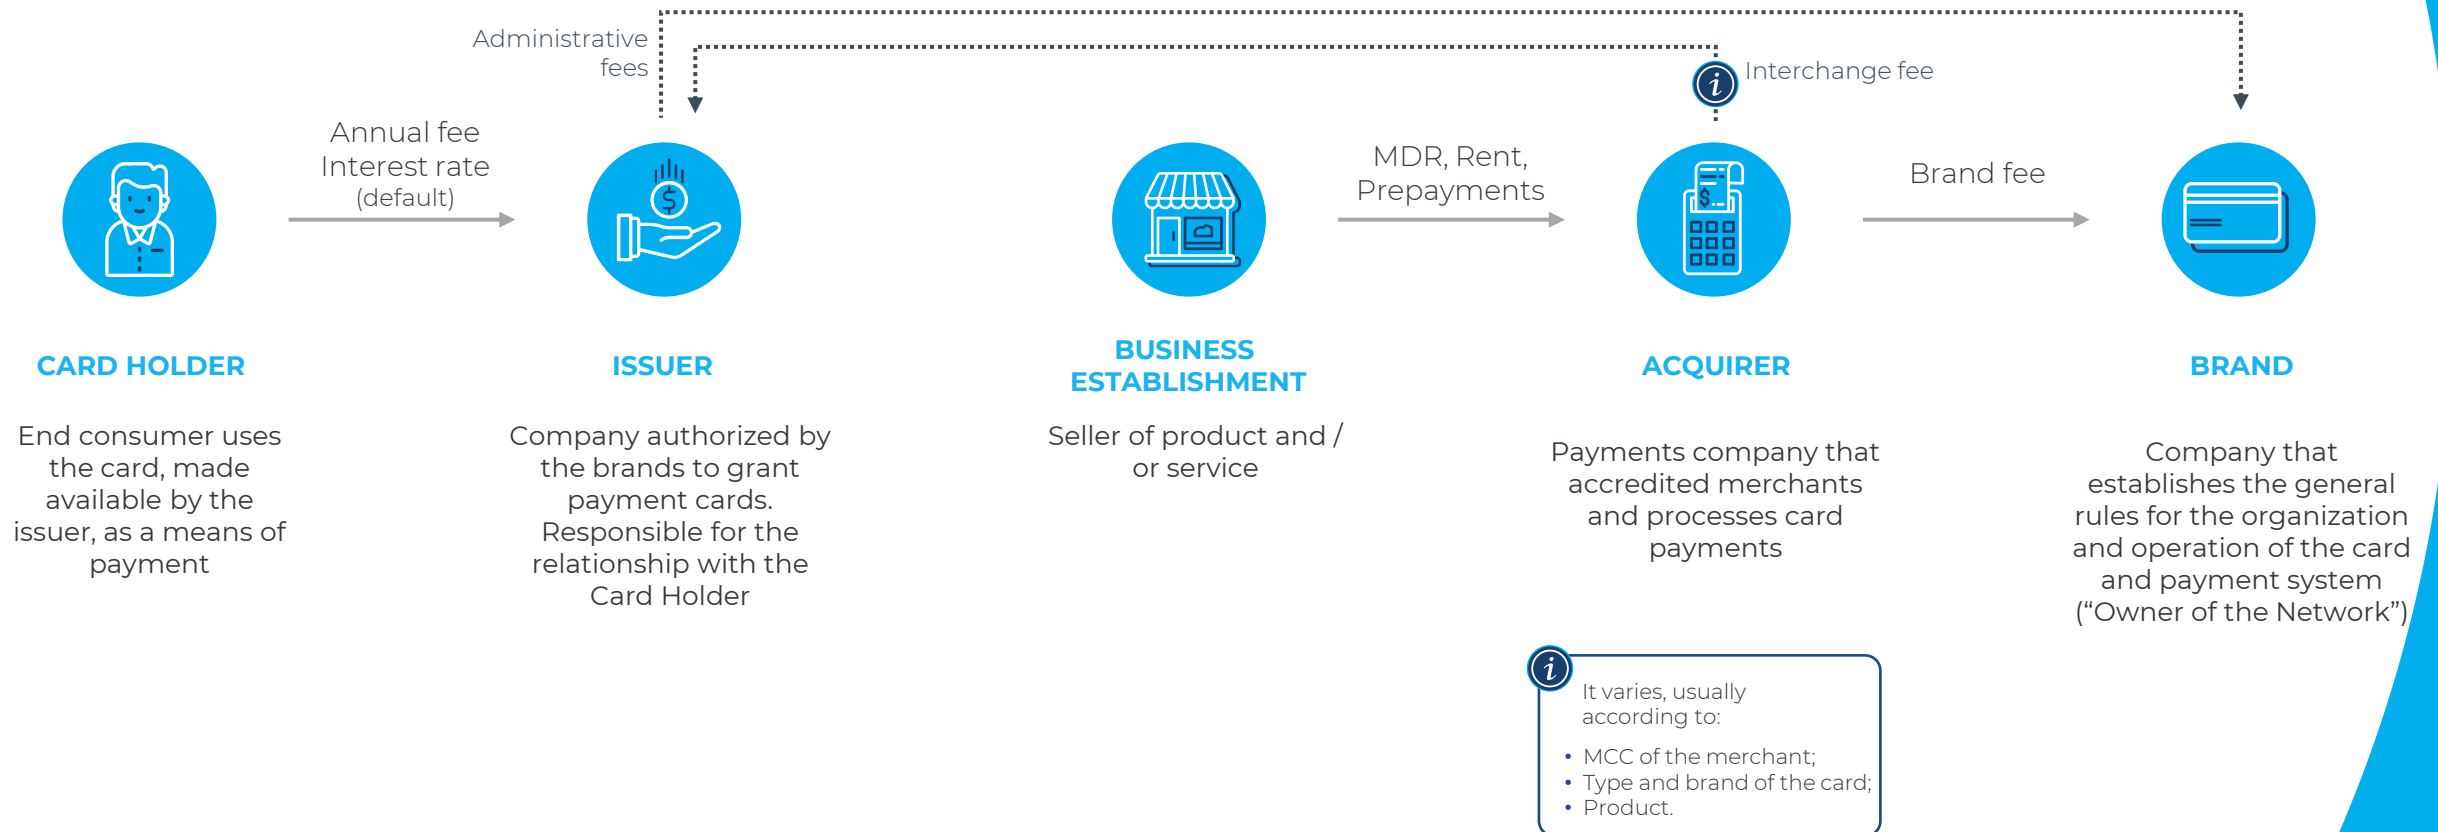 Administrative
fees
Interchange fee
Annual fee
Interest rate
(default)
MDR, Rent,
Prepayments
Brand fee
$
$
CARD HOLDER
End consumer uses
the card, made
available by the
issuer, as a means of
payment
ISSUER
Company authorized by
the brands to grant
payment cards.
Responsible for the
relationship with the
Card Holder
BUSINESS
ESTABLISHMENT
Seller of product and /
or service
ACQUIRER
Payments company that
accredited merchants
and processes card
payments
BRAND
Company that
establishes the general
rules for the organization
and operation of the card
and payment system
(“Owner of the Network”)
i
i
It varies, usually
according to:
• MCC of the merchant;
• Type and brand of the card;
• Product.